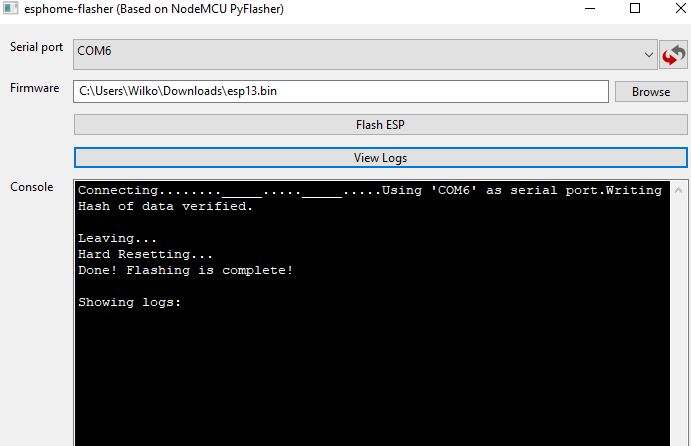 esphome-flasher (Based on NodeMCU PyFlasher)
Serial port COM6
Firmware C:\Users\Wilko\Downloads\esp13.bin Browse
Flash ESP
View Logs
Console
Connecting........_____....._____.....Using 'COM6' as serial port.Writing
Hash of data verified.
Leaving...
Hard Resetting...
Done! Flashing is complete!
Showing logs: